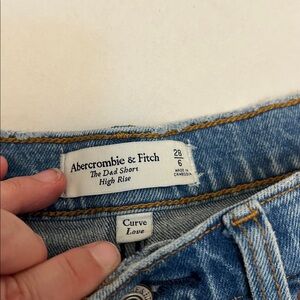 Abercrombie & Fitch
The Dad Short
High Rise
28
6
MADE IN
CAMBODIA
Curve
Love